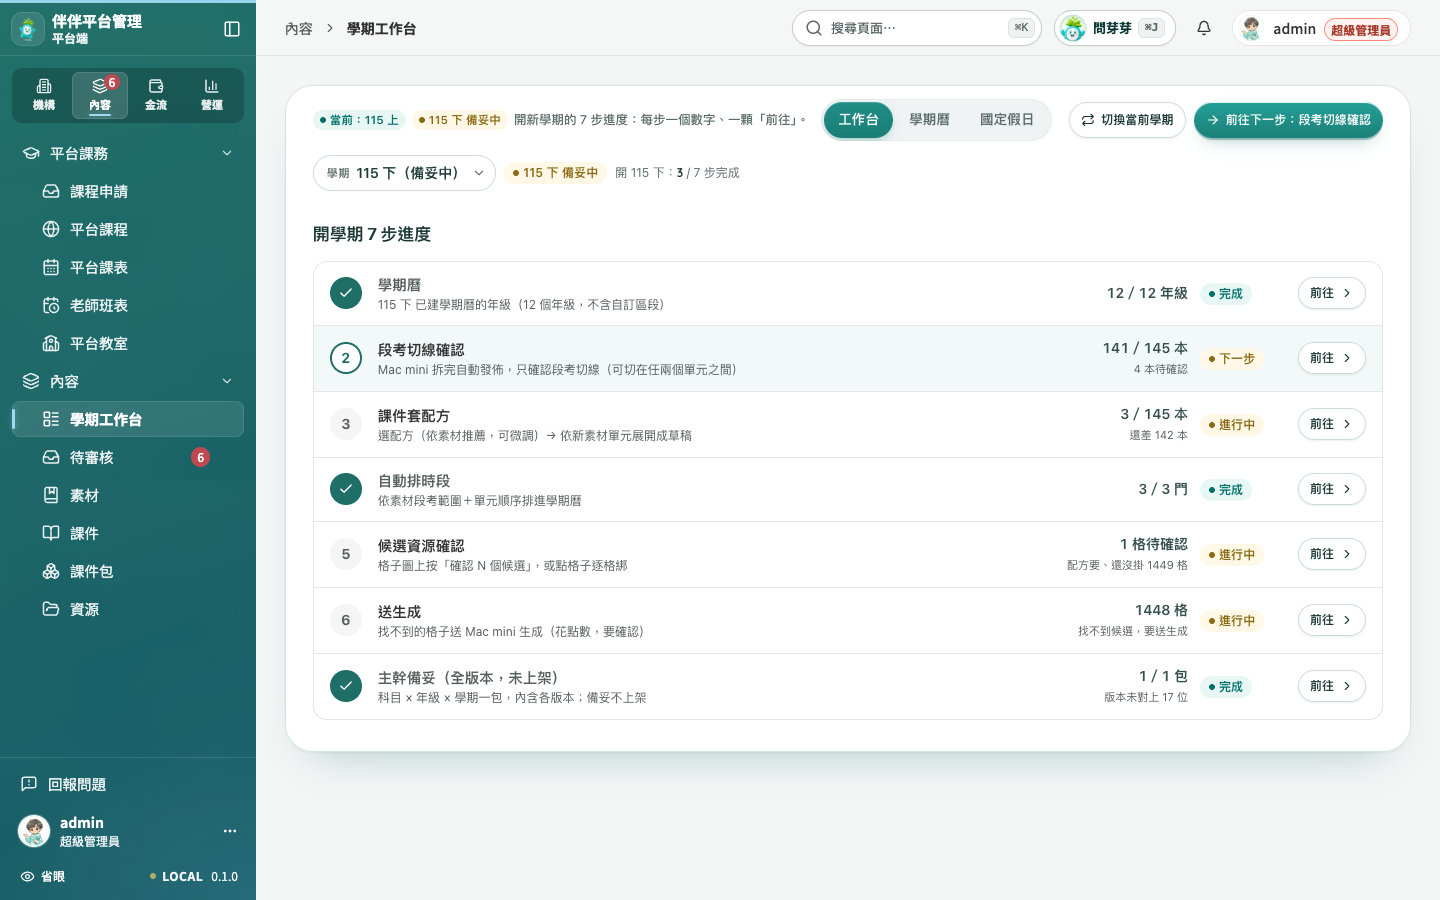 伴伴平台管理
平台端
機構
內容
6
金流
營運
平台課務
課程申請
平台課程
平台課表
老師班表
平台教室
內容
學期工作台
待審核
6
素材
課件
課件包
資源
回報問題
admin
超級管理員
省眼
LOCAL 0.1.0
內容 > 學期工作台
搜尋頁面… ⌘K
問芽芽 ⌘J
admin 超級管理員
當前：115 上
115 下 備妥中
開新學期的 7 步進度：每步一個數字、一顆「前往」。
工作台
學期曆
國定假日
切換當前學期
前往下一步：段考切線確認
學期 115 下（備妥中）
115 下 備妥中
開 115 下：3 / 7 步完成
開學期 7 步進度
學期曆
115 下 已建學期曆的年級（12 個年級，不含自訂區段）
12 / 12 年級
完成
前往
2
段考切線確認
Mac mini 拆完自動發佈，只確認段考切線（可切在任兩個單元之間）
141 / 145 本
4 本待確認
下一步
前往
3
課件套配方
選配方（依素材推薦，可微調）→ 依新素材單元展開成草稿
3 / 145 本
還差 142 本
進行中
前往
自動排時段
依素材段考範圍＋單元順序排進學期曆
3 / 3 門
完成
前往
5
候選資源確認
格子圖上按「確認 N 個候選」，或點格子逐格綁
1 格待確認
配方要、還沒掛 1449 格
進行中
前往
6
送生成
找不到的格子送 Mac mini 生成（花點數，要確認）
1448 格
找不到候選，要送生成
進行中
前往
主幹備妥（全版本，未上架）
科目 × 年級 × 學期一包，內含各版本；備妥不上架
1 / 1 包
版本未對上 17 位
完成
前往